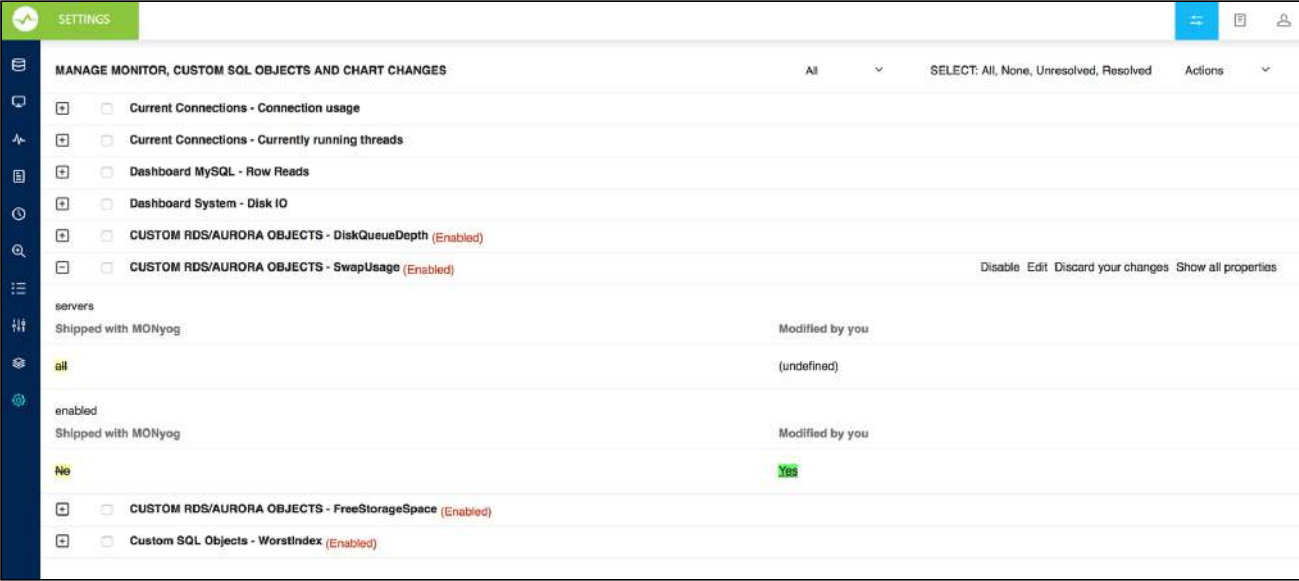 SETTINGS
MANAGE MONITOR, CUSTOM SQL OBJECTS AND CHART CHANGES All SELECT: All, None, Unresolved, Resolved Actions
Current Connections - Connection usage
Current Connections - Currently running threads
Dashboard MySQL - Row Reads
Dashboard System - Disk IO
CUSTOM RDS/AURORA OBJECTS - DiskQueueDepth (Enabled)
CUSTOM RDS/AURORA OBJECTS - SwapUsage (Enabled) Disable Edit Discard your changes Show all properties
servers
Shipped with MONyog Modified by you
all (undefined)
enabled
Shipped with MONyog Modified by you
No Yes
CUSTOM RDS/AURORA OBJECTS - FreeStorageSpace (Enabled)
Custom SQL Objects - WorstIndex (Enabled)